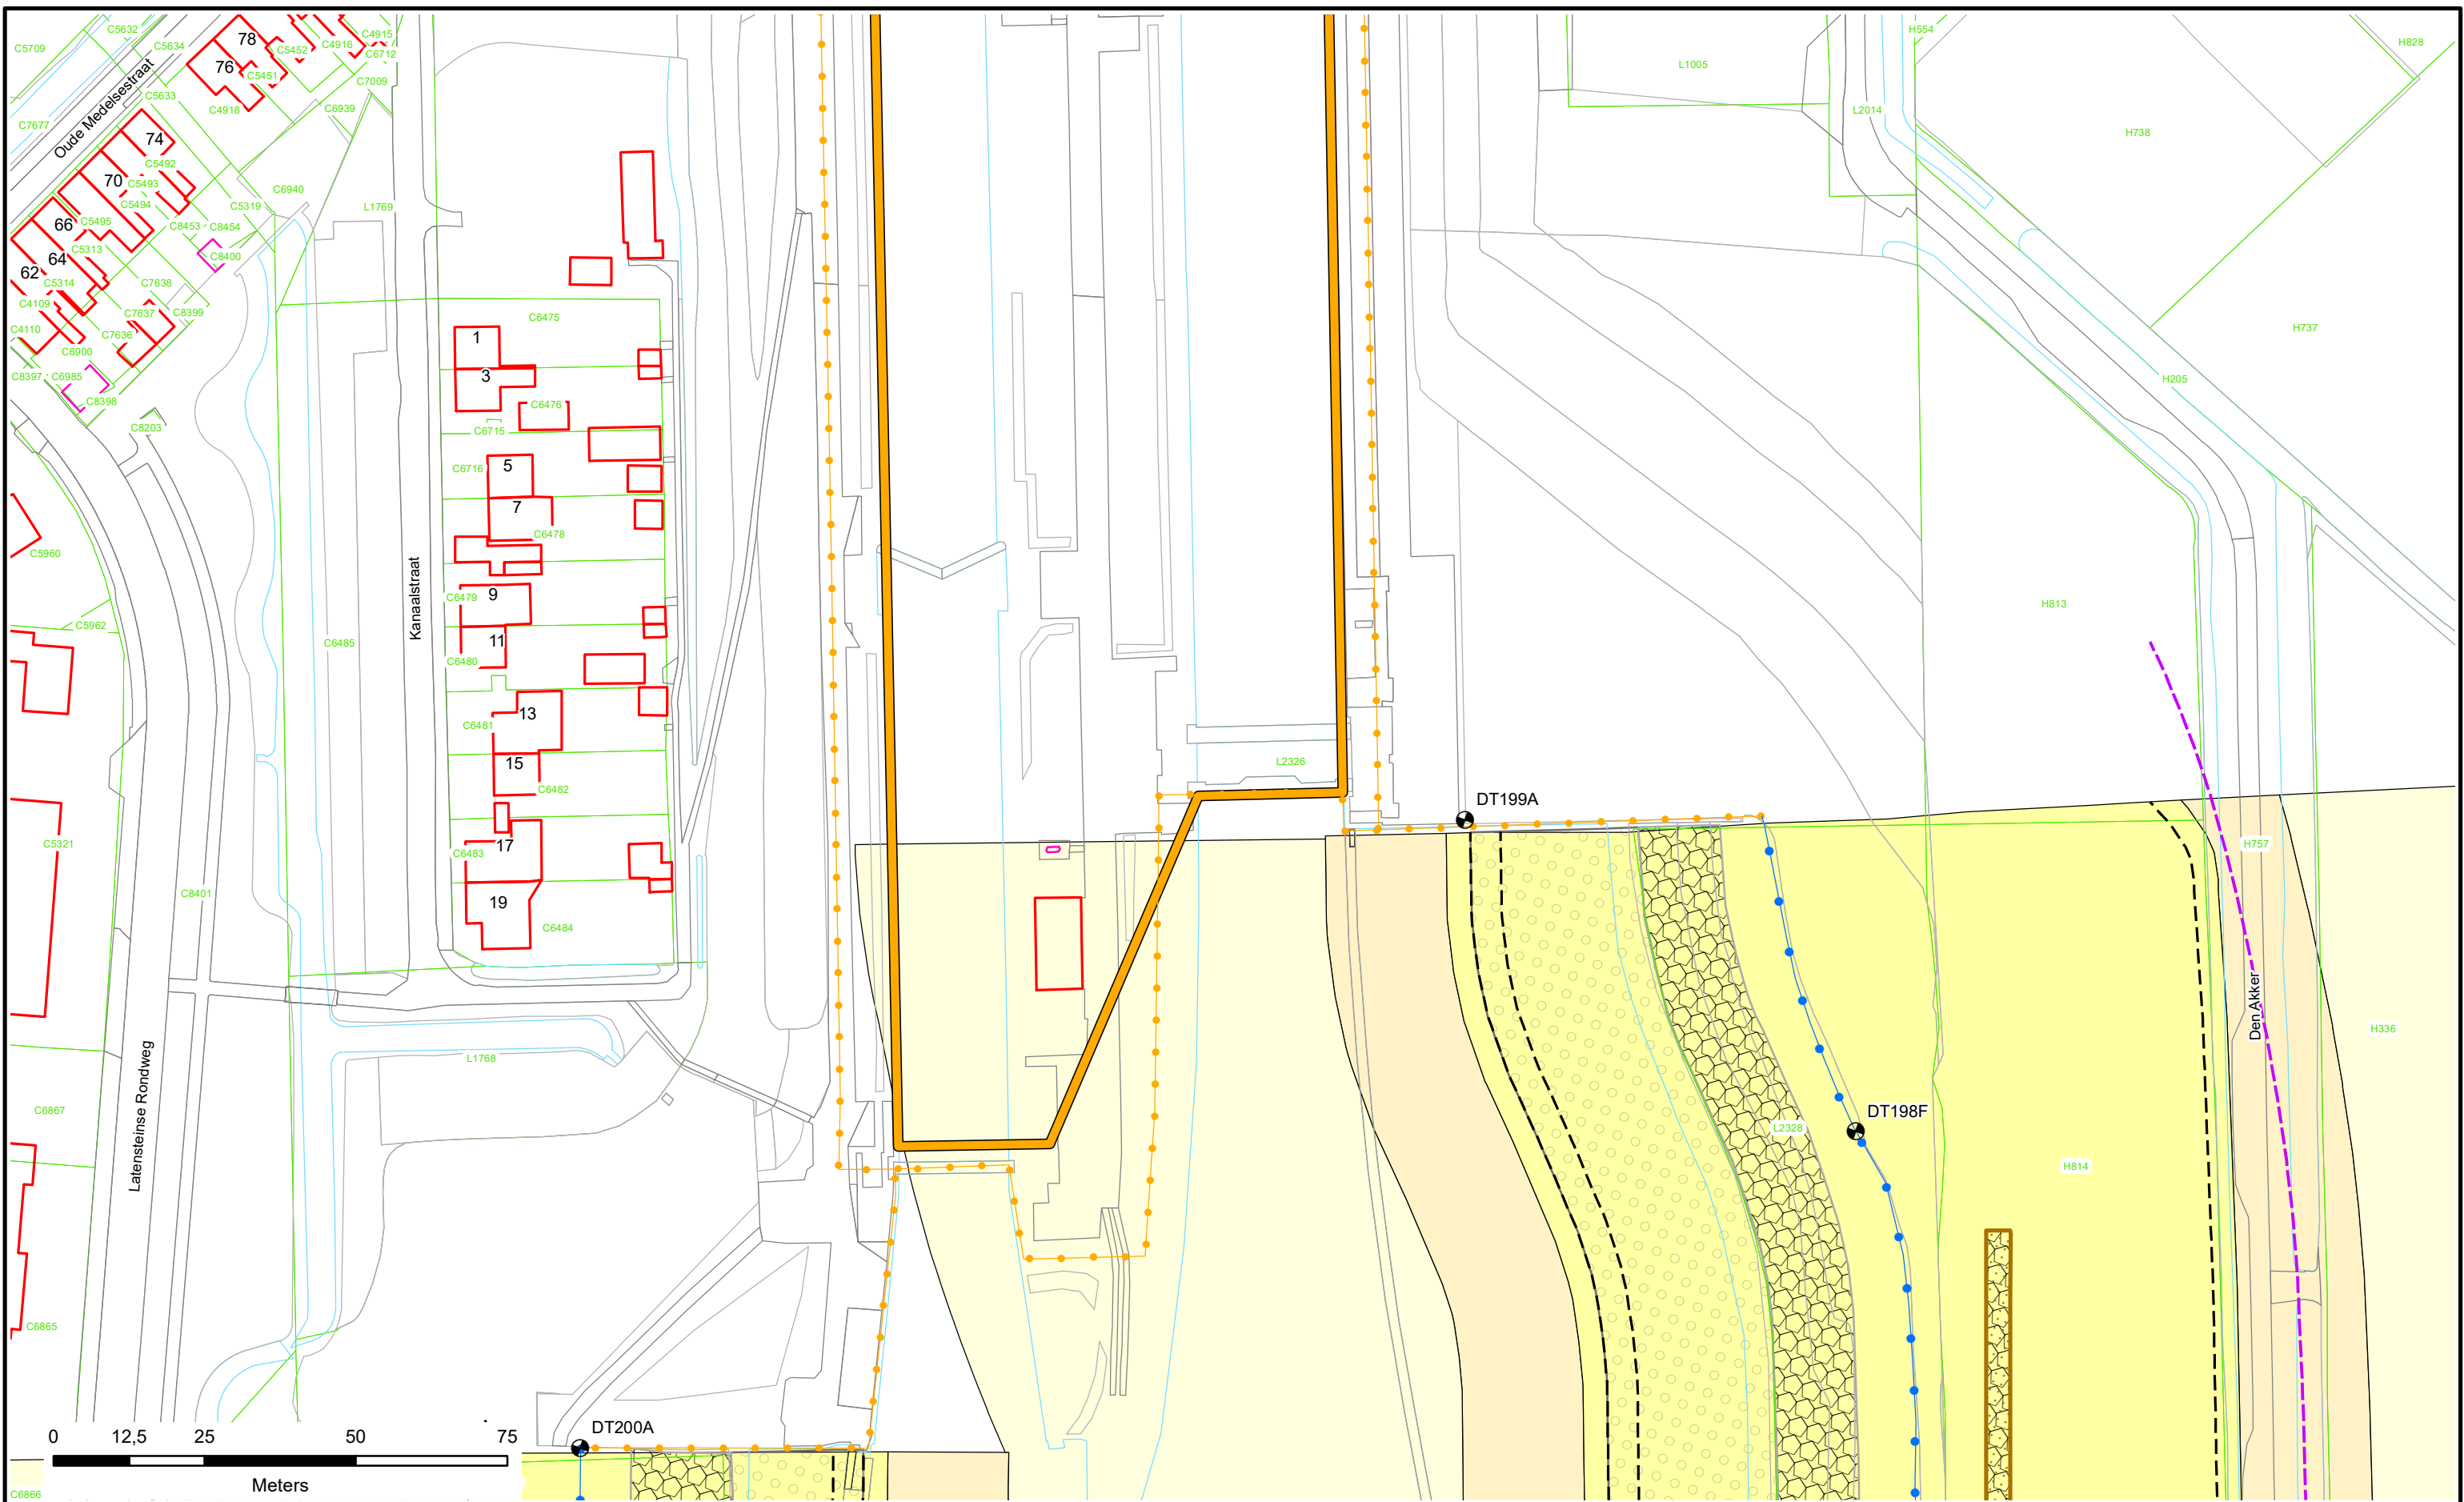 C5709
C5632
C5634
78
C5452
C4916
C4915
C6712
76
C5451
C7009
C5633
C4918
C6939
C7677
Oude Medelsestraat
74
C5492
70
C5493
C5494
C6940
C5319
L1769
66
C5495
C8453
C8454
C5313
64
C8400
62
C5314
C7638
C4109
C7637
C8399
C4110
C7636
C6900
C8397
C6985
C8398
C8203
C5960
C5962
C6485
Kanaalstraat
C5321
C8401
Latensteinse Rondweg
C6867
C6865
C6866
L1768
C6475
1
3
C6476
C6715
C6716
5
7
C6478
C6479
9
11
C6480
13
C6481
15
C6482
17
C6483
19
C6484
L1005
H554
L2014
H828
H738
H737
H205
H813
L2326
DT199A
H757
Den Akker
H336
DT198F
L2328
H814
DT200A
0 12,5 25 50 75
Meters